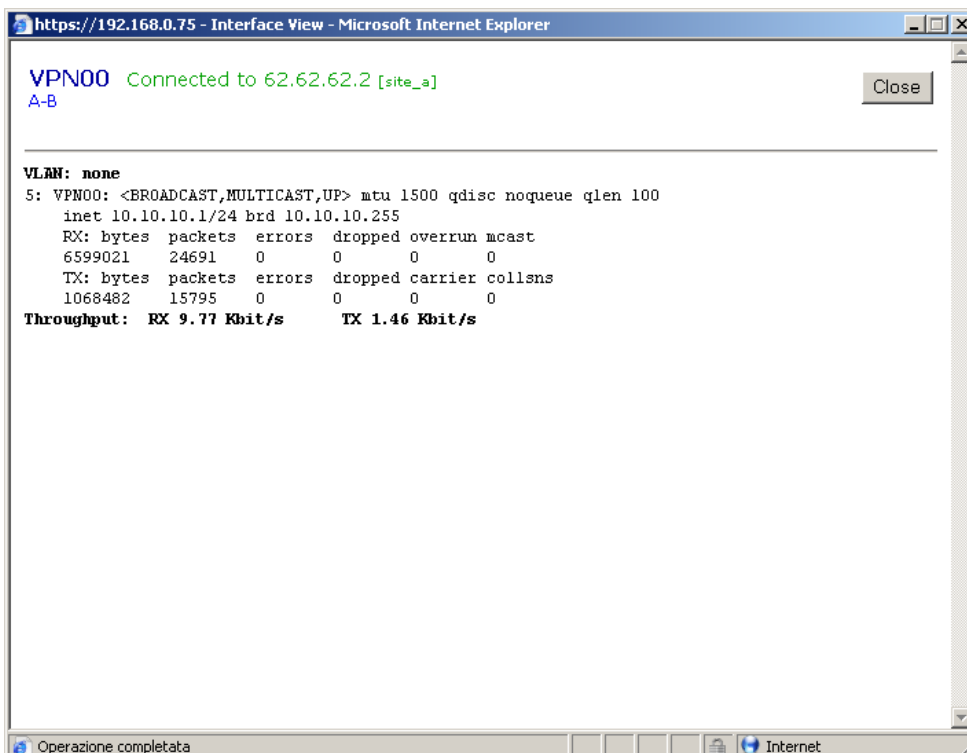 https://192.168.0.75 - Interface View - Microsoft Internet Explorer
VPN00 Connected to 62.62.62.2 [site_a]
A-B
Close
VLAN: none
5: VPN00: <BROADCAST,MULTICAST,UP> mtu 1500 qdisc noqueue qlen 100
inet 10.10.10.1/24 brd 10.10.10.255
RX: bytes packets errors dropped overrun mcast
6599021 24691 0 0 0 0
TX: bytes packets errors dropped carrier collsns
1068482 15795 0 0 0 0
Throughput: RX 9.77 Kbit/s TX 1.46 Kbit/s
Operazione completata
Internet